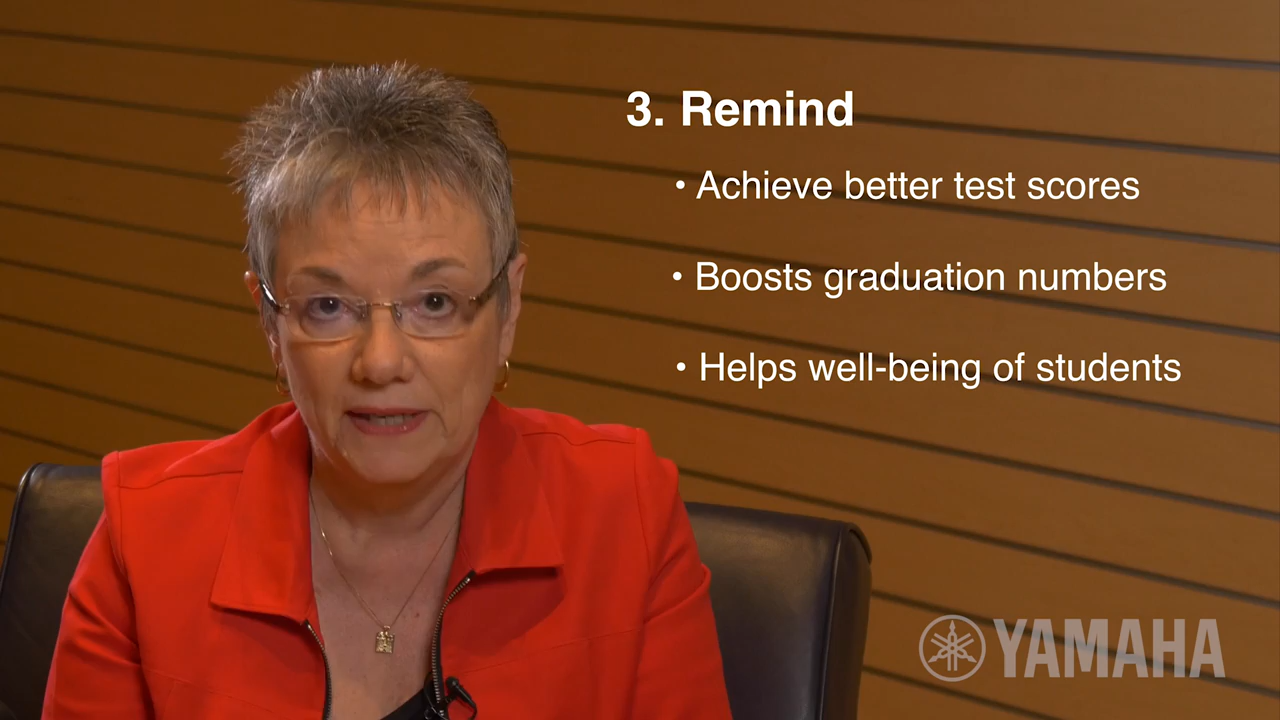 3. Remind
• Achieve better test scores
• Boosts graduation numbers
• Helps well-being of students
YAMAHA